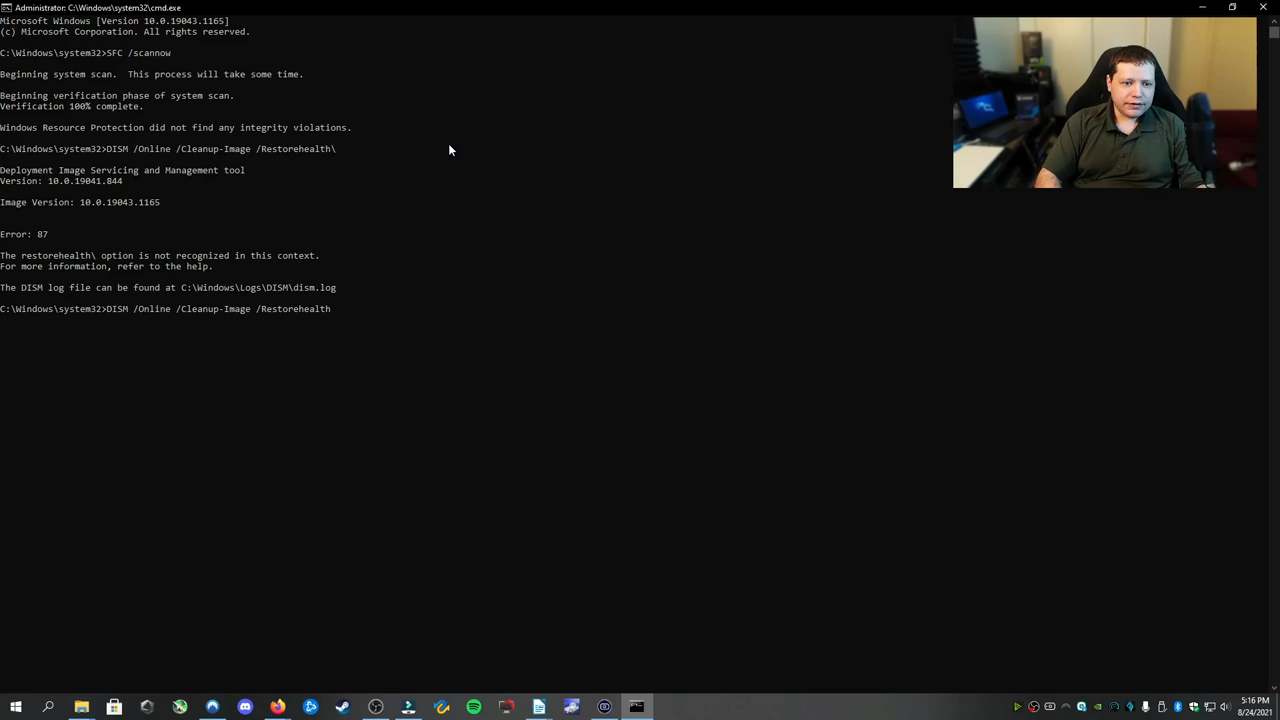 Administrator: C:\Windows\system32\cmd.exe
Microsoft Windows [Version 10.0.19043.1165]
(c) Microsoft Corporation. All rights reserved.
C:\Windows\system32>SFC /scannow
Beginning system scan.  This process will take some time.
Beginning verification phase of system scan.
Verification 100% complete.
Windows Resource Protection did not find any integrity violations.
C:\Windows\system32>DISM /Online /Cleanup-Image /Restorehealth\
Deployment Image Servicing and Management tool
Version: 10.0.19041.844
Image Version: 10.0.19043.1165
Error: 87
The restorehealth\ option is not recognized in this context.
For more information, refer to the help.
The DISM log file can be found at C:\Windows\Logs\DISM\dism.log
C:\Windows\system32>DISM /Online /Cleanup-Image /Restorehealth
5:16 PM
8/24/2021